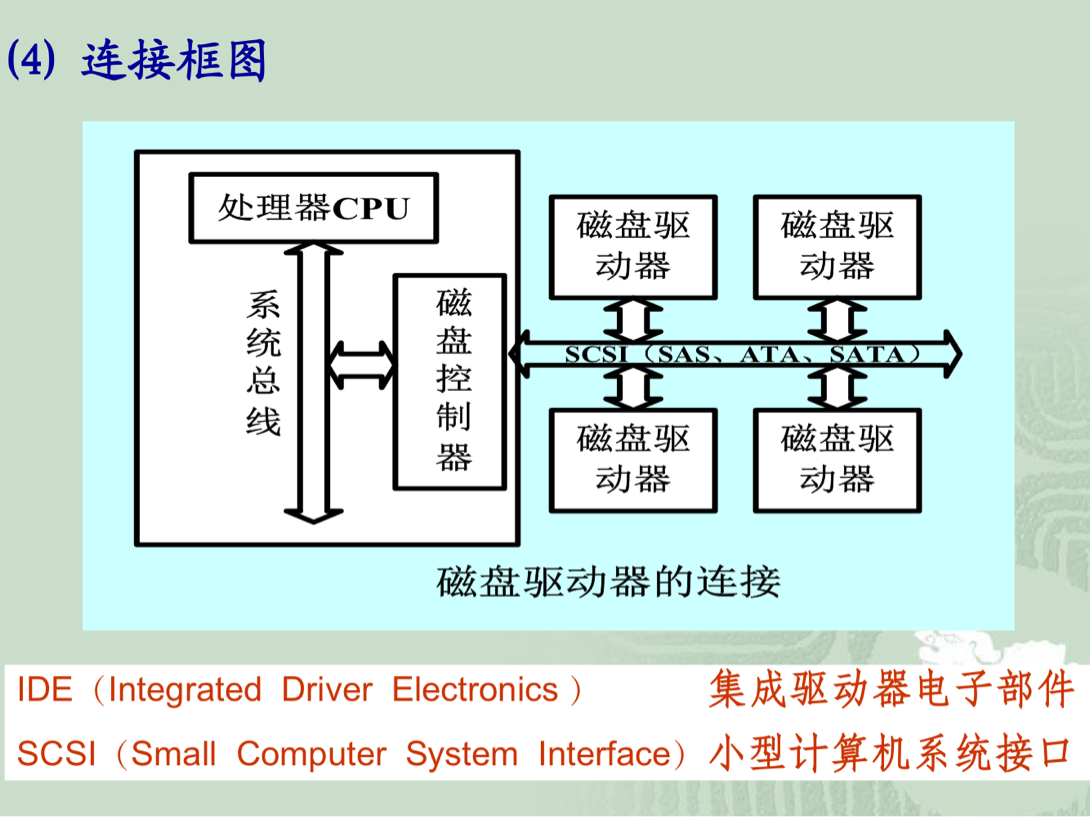 (4) 连接框图
处理器CPU
系统总线
磁盘控制器
磁盘驱
动器
磁盘驱
动器
SCSI（SAS、ATA、SATA）
磁盘驱
动器
磁盘驱
动器
磁盘驱动器的连接
IDE（Integrated Driver Electronics ） 集成驱动器电子部件
SCSI（Small Computer System Interface）小型计算机系统接口